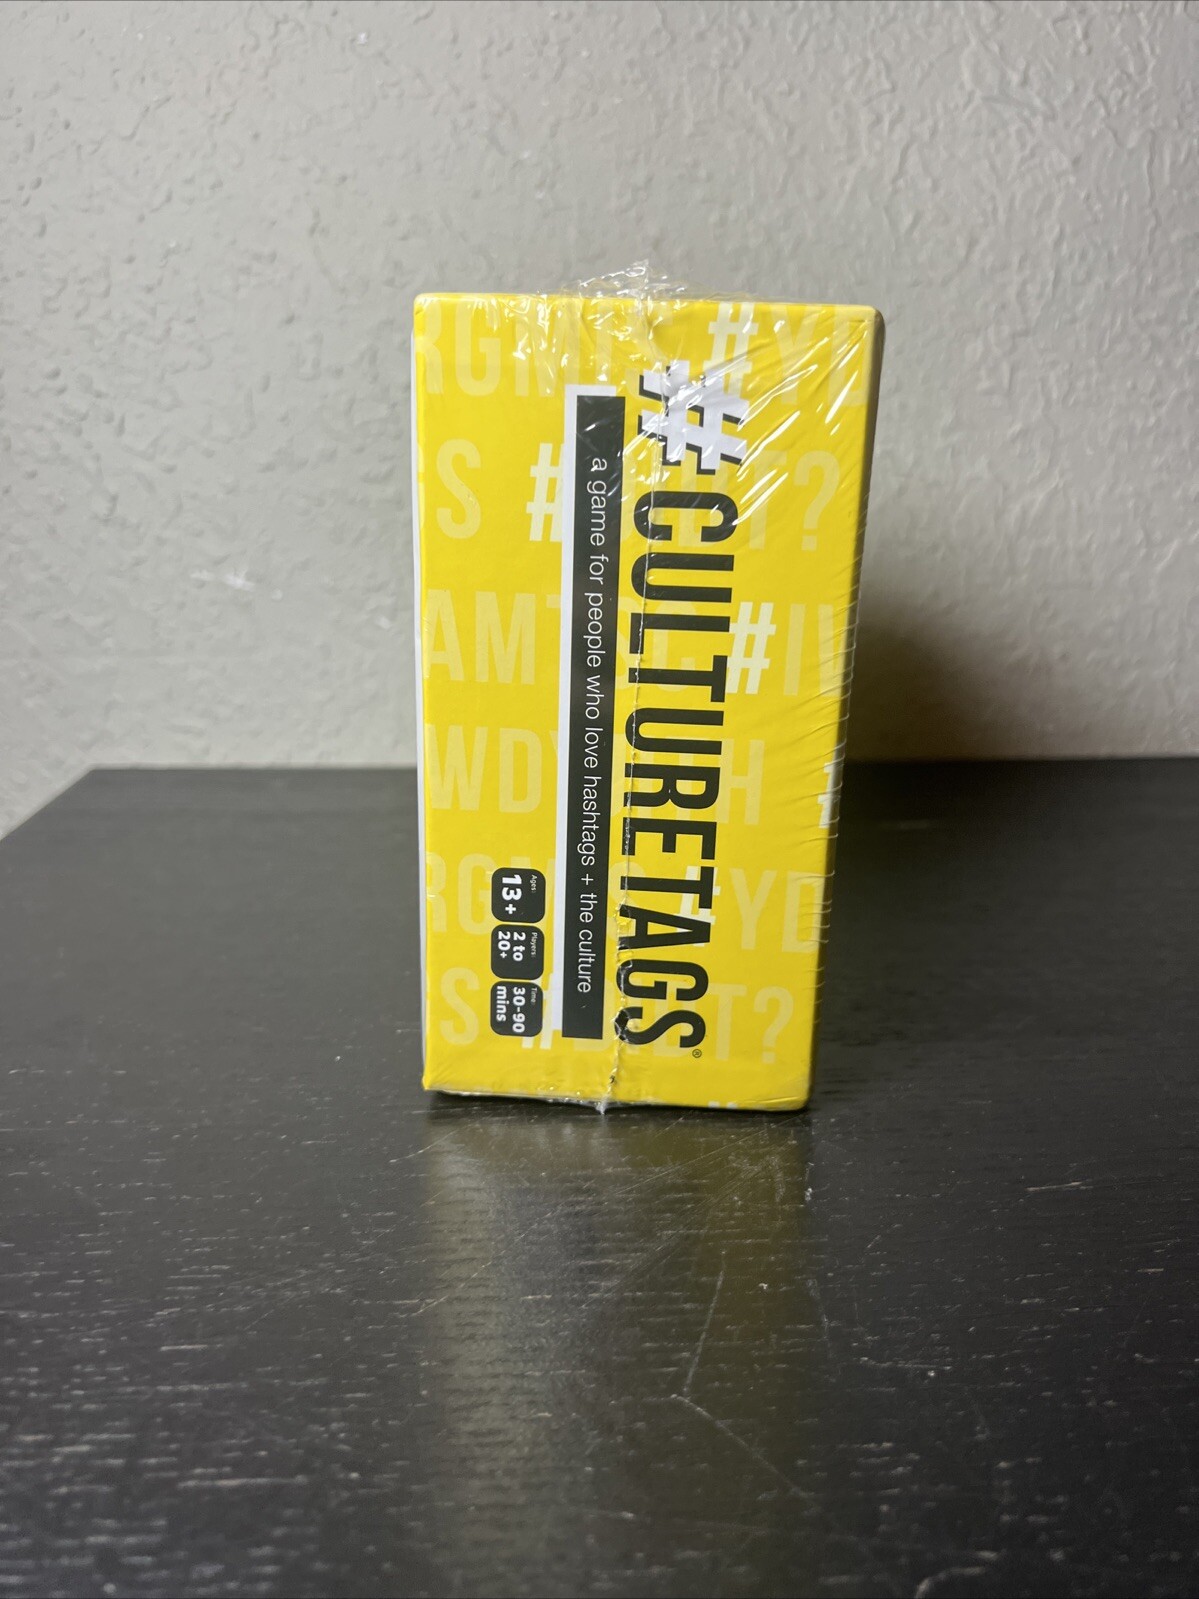 #CULTURETAGS®
a game for people who love hashtags + the culture
Ages:
13+
Players:
2 to
20+
Time:
30-90
mins